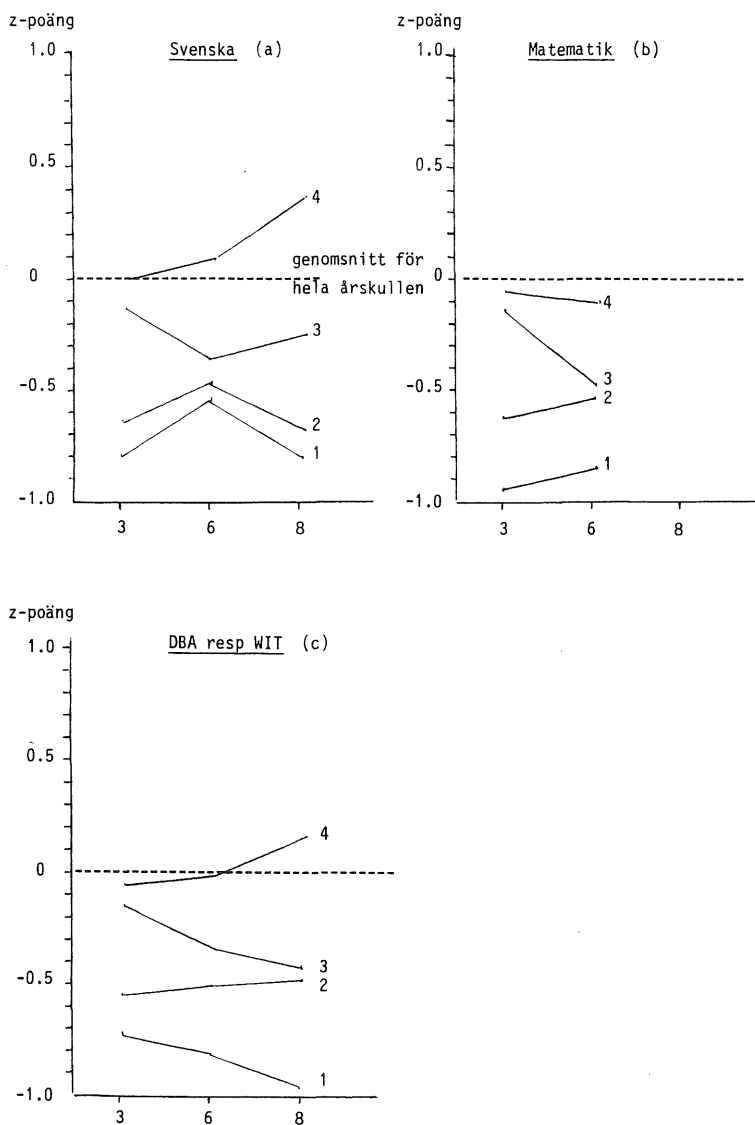 z-poäng
Svenska (a)
1.0
0.5
0
-0.5
-1.0
4
genomsnitt för
hela årskullen
3
2
1
3 6 8
z-poäng
Matematik (b)
1.0
0.5
0
-0.5
-1.0
4
3
2
1
3 6 8
z-poäng
DBA resp WIT (c)
1.0
0.5
0
-0.5
-1.0
4
3
2
1
3 6 8